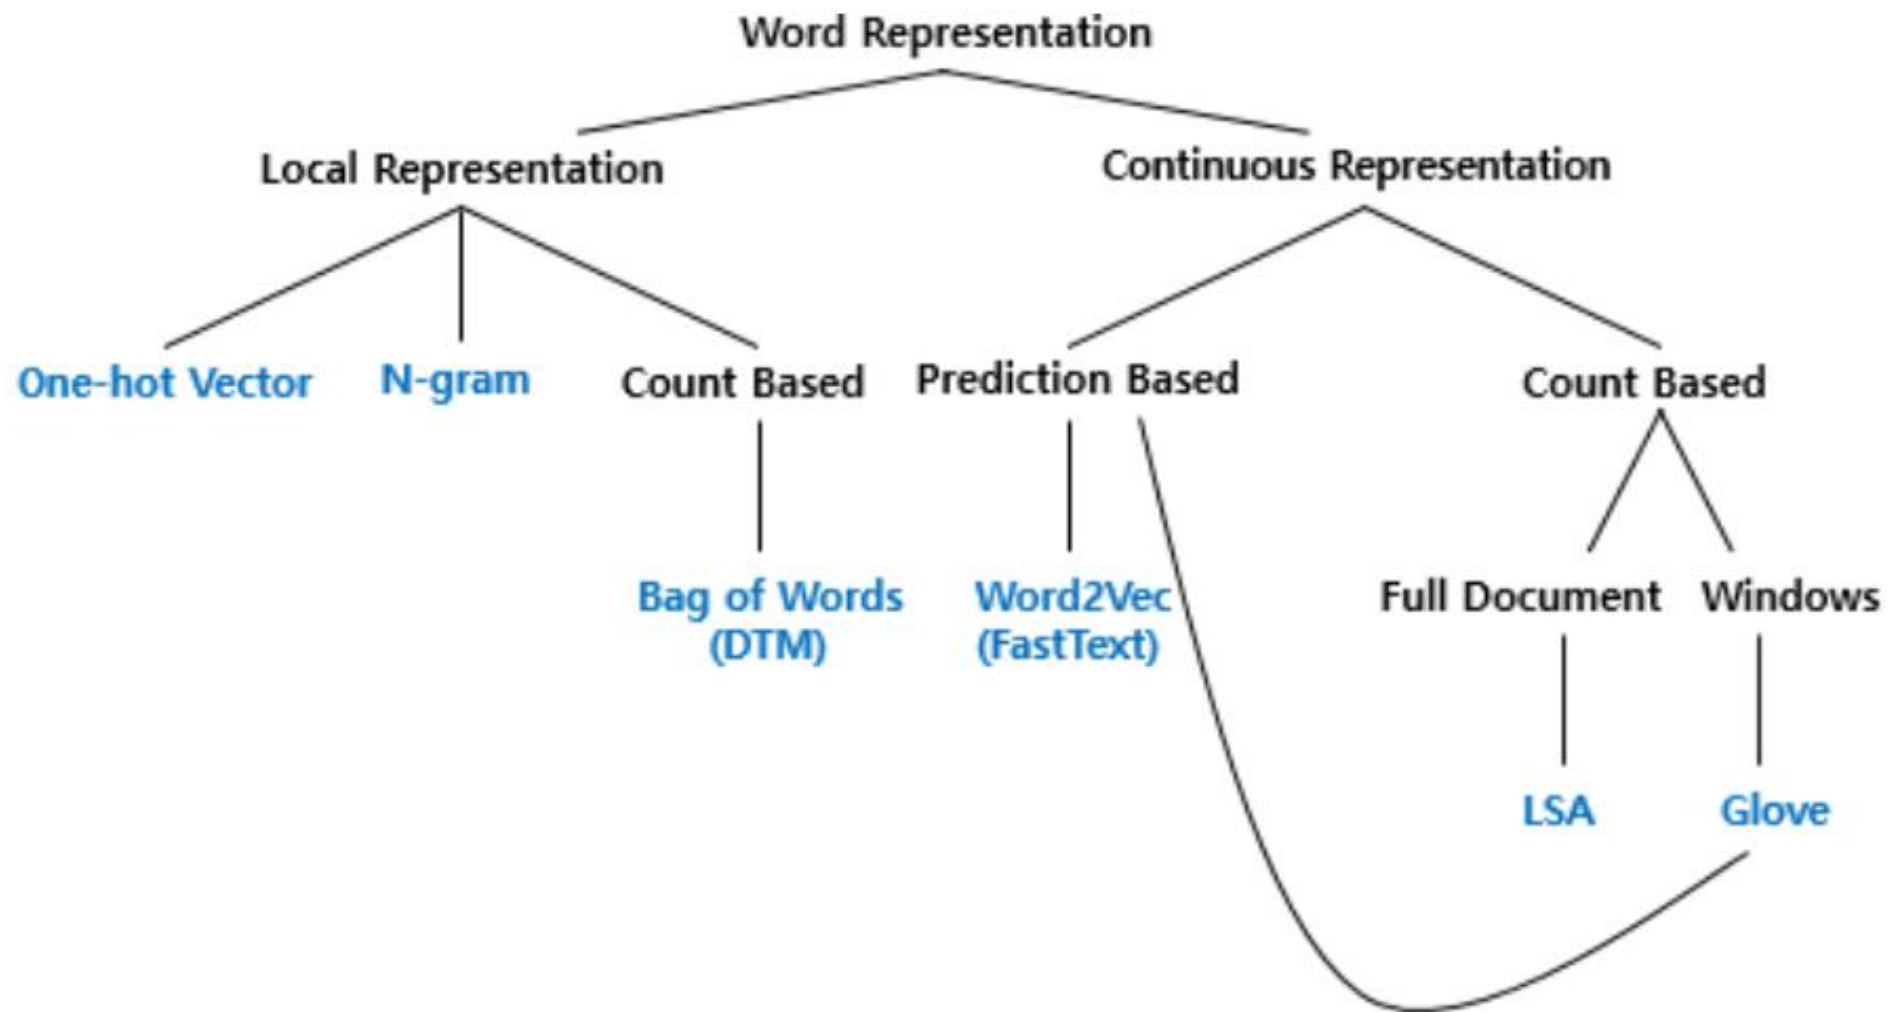 Word Representation
Local Representation
Continuous Representation
One-hot Vector
N-gram
Count Based
Prediction Based
Count Based
Bag of Words
(DTM)
Word2Vec
(FastText)
Full Document
Windows
LSA
Glove